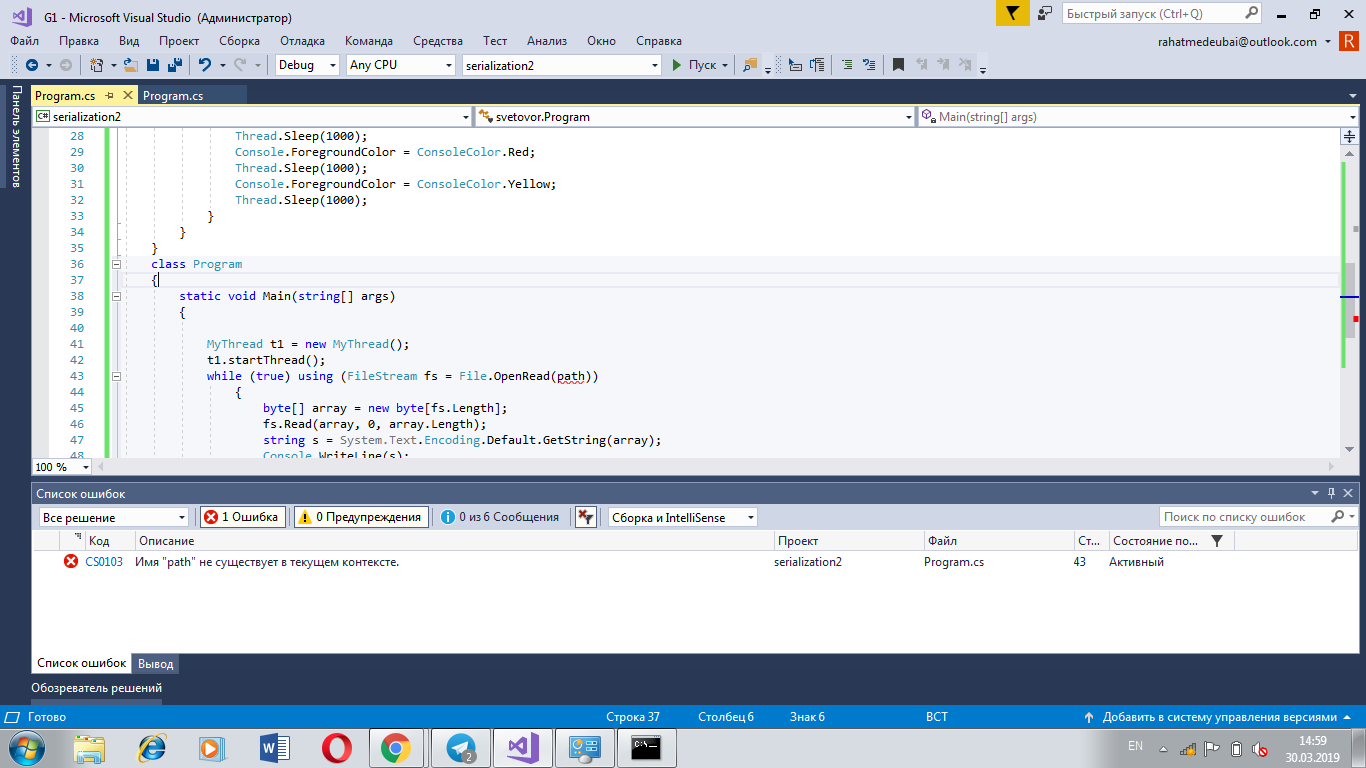 G1 - Microsoft Visual Studio (Администратор)
Быстрый запуск (Ctrl+Q)
Файл Правка Вид Проект Сборка Отладка Команда Средства Тест Анализ Окно Справка
rahatmedeubai@outlook.com R
Debug Any CPU serialization2 Пуск
Панель элементов
Program.cs Program.cs
C# serialization2 svetovor.Program Main(string[] args)
28 Thread.Sleep(1000);
29 Console.ForegroundColor = ConsoleColor.Red;
30 Thread.Sleep(1000);
31 Console.ForegroundColor = ConsoleColor.Yellow;
32 Thread.Sleep(1000);
33 }
34 }
35 }
36 class Program
37 {
38 static void Main(string[] args)
39 {
40
41 MyThread t1 = new MyThread();
42 t1.startThread();
43 while (true) using (FileStream fs = File.OpenRead(path))
44 {
45 byte[] array = new byte[fs.Length];
46 fs.Read(array, 0, array.Length);
47 string s = System.Text.Encoding.Default.GetString(array);
48 Console.WriteLine(s);
100 %
Список ошибок
Все решение 1 Ошибка 0 Предупреждения 0 из 6 Сообщения Сборка и IntelliSense Поиск по списку ошибок
Код Описание Проект Файл Ст... Состояние по...
CS0103 Имя "path" не существует в текущем контексте. serialization2 Program.cs 43 Активный
Список ошибок Вывод
Обозреватель решений
Готово Строка 37 Столбец 6 Знак 6 ВСТ Добавить в систему управления версиями
2
EN 14:59
30.03.2019